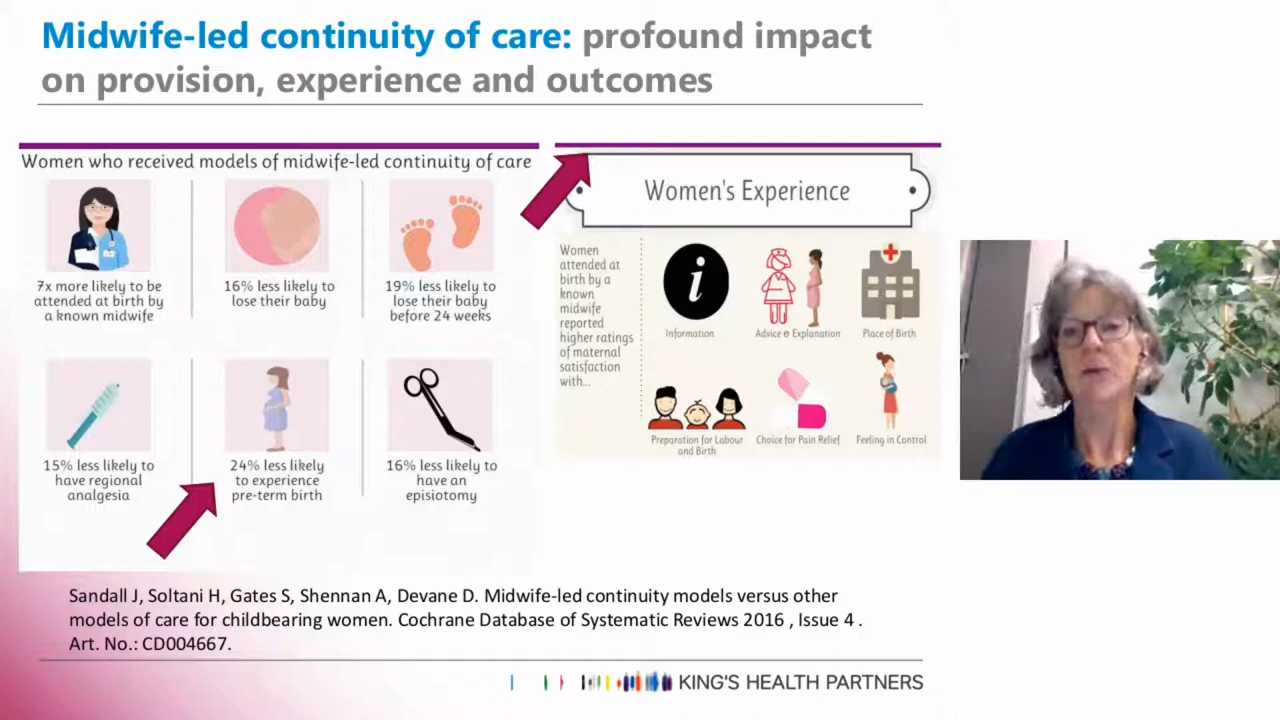 Midwife-led continuity of care: profound impact
on provision, experience and outcomes
Women who received models of midwife-led continuity of care
7x more likely to be
attended at birth by
a known midwife
16% less likely to
lose their baby
19% less likely to
lose their baby
before 24 weeks
15% less likely to
have regional
analgesia
24% less likely
to experience
pre-term birth
16% less likely to
have an
episiotomy
Women's Experience
Women
attended at
birth by a
known
midwife
reported
higher ratings
of maternal
satisfaction
with...
i
Information
Advice & Explanation
Place of Birth
Preparation for Labour
and Birth
Choice for Pain Relief
Feeling in Control
Sandall J, Soltani H, Gates S, Shennan A, Devane D. Midwife-led continuity models versus other
models of care for childbearing women. Cochrane Database of Systematic Reviews 2016 , Issue 4 .
Art. No.: CD004667.
KING'S HEALTH PARTNERS